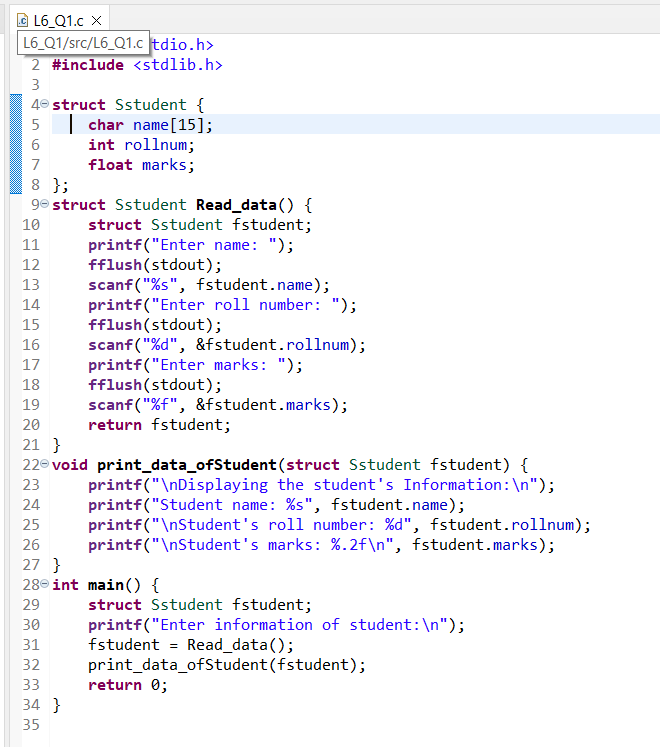 L6_Q1.c
L6_Q1/src/L6_Q1.c
tdio.h>
2 #include <stdlib.h>
3
4 struct Sstudent {
5     char name[15];
6     int rollnum;
7     float marks;
8 };
9 struct Sstudent Read_data() {
10     struct Sstudent fstudent;
11     printf("Enter name: ");
12     fflush(stdout);
13     scanf("%s", fstudent.name);
14     printf("Enter roll number: ");
15     fflush(stdout);
16     scanf("%d", &fstudent.rollnum);
17     printf("Enter marks: ");
18     fflush(stdout);
19     scanf("%f", &fstudent.marks);
20     return fstudent;
21 }
22 void print_data_ofStudent(struct Sstudent fstudent) {
23     printf("\nDisplaying the student's Information:\n");
24     printf("Student name: %s", fstudent.name);
25     printf("\nStudent's roll number: %d", fstudent.rollnum);
26     printf("\nStudent's marks: %.2f\n", fstudent.marks);
27 }
28 int main() {
29     struct Sstudent fstudent;
30     printf("Enter information of student:\n");
31     fstudent = Read_data();
32     print_data_ofStudent(fstudent);
33     return 0;
34 }
35